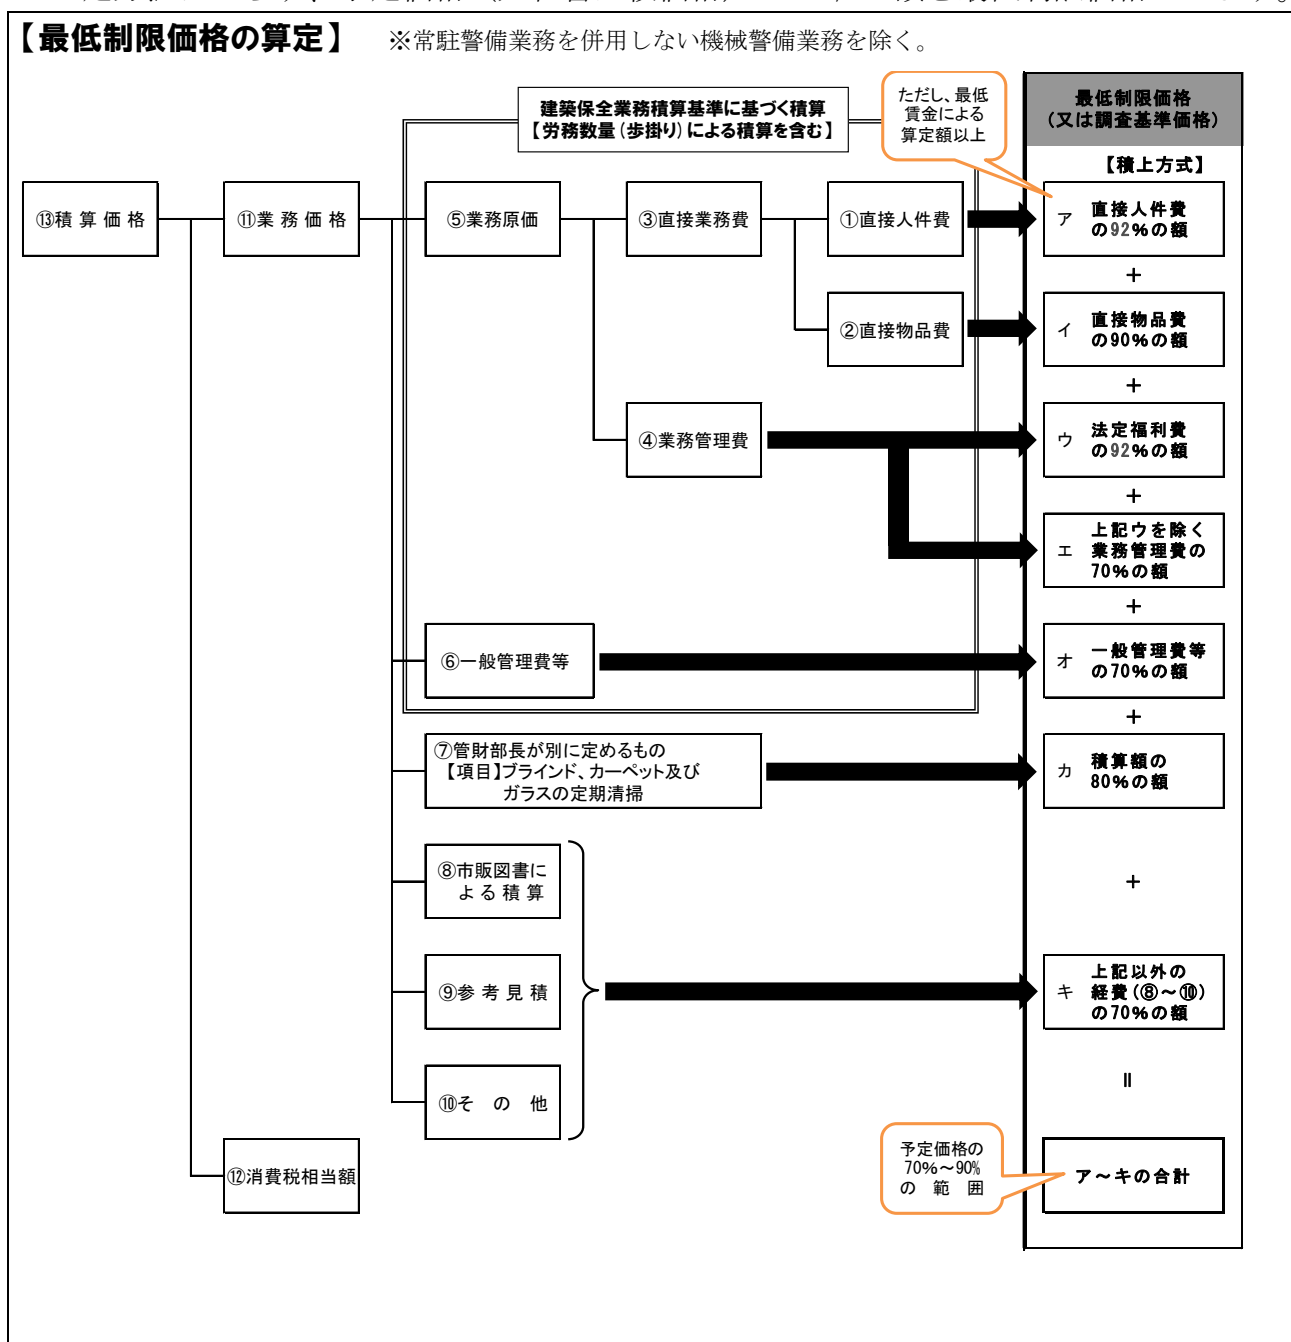 【最低制限価格の算定】 ※常駐警備業務を併用しない機械警備業務を除く。
建築保全業務積算基準に基づく積算
【労務数量(歩掛り)による積算を含む】
ただし、最低
賃金による
算定額以上
最低制限価格
(又は調査基準価格)
【積上方式】
⑬積算価格
⑪業務価格
⑤業務原価
③直接業務費
①直接人件費
ア 直接人件費
の92%の額
+
②直接物品費
イ 直接物品費
の90%の額
+
④業務管理費
ウ 法定福利費
の92%の額
+
エ 上記ウを除く
業務管理費の
70%の額
+
⑥一般管理費等
オ 一般管理費等
の70%の額
+
⑦管財部長が別に定めるもの
【項目】ブラインド、カーペット及び
ガラスの定期清掃
カ 積算額の
80%の額
⑧市販図書に
よる積算
+
⑨参考見積
キ 上記以外の
経費(⑧~⑩)
の70%の額
⑩その他
=
⑫消費税相当額
予定価格の
70%~90%
の範囲
ア~キの合計